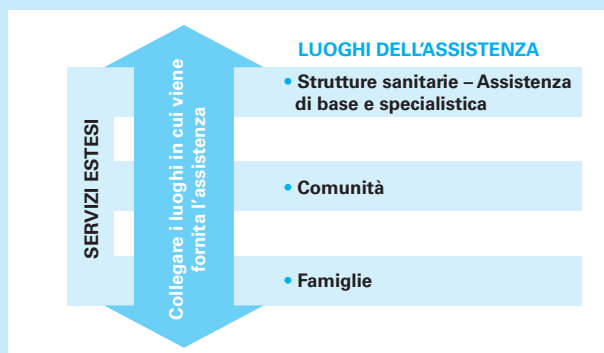 SERVIZI ESTESI
Collegare i luoghi in cui viene
fornita l'assistenza
LUOGHI DELL'ASSISTENZA
• Strutture sanitarie – Assistenza
di base e specialistica
• Comunità
• Famiglie